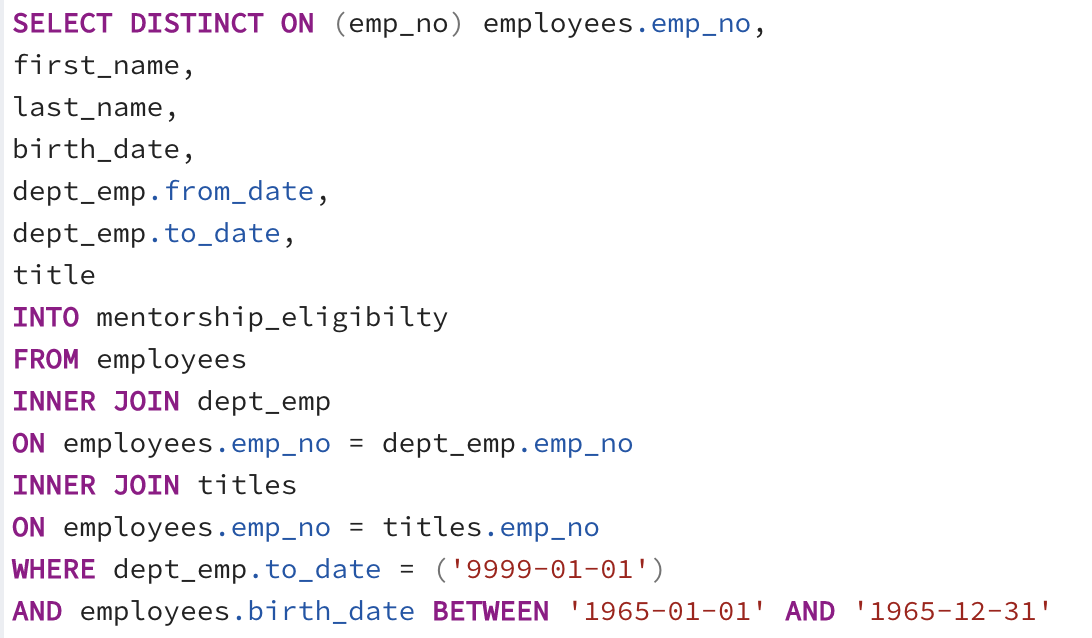 SELECT DISTINCT ON (emp_no) employees.emp_no,
first_name,
last_name,
birth_date,
dept_emp.from_date,
dept_emp.to_date,
title
INTO mentorship_eligibilty
FROM employees
INNER JOIN dept_emp
ON employees.emp_no = dept_emp.emp_no
INNER JOIN titles
ON employees.emp_no = titles.emp_no
WHERE dept_emp.to_date = ('9999-01-01')
AND employees.birth_date BETWEEN '1965-01-01' AND '1965-12-31'